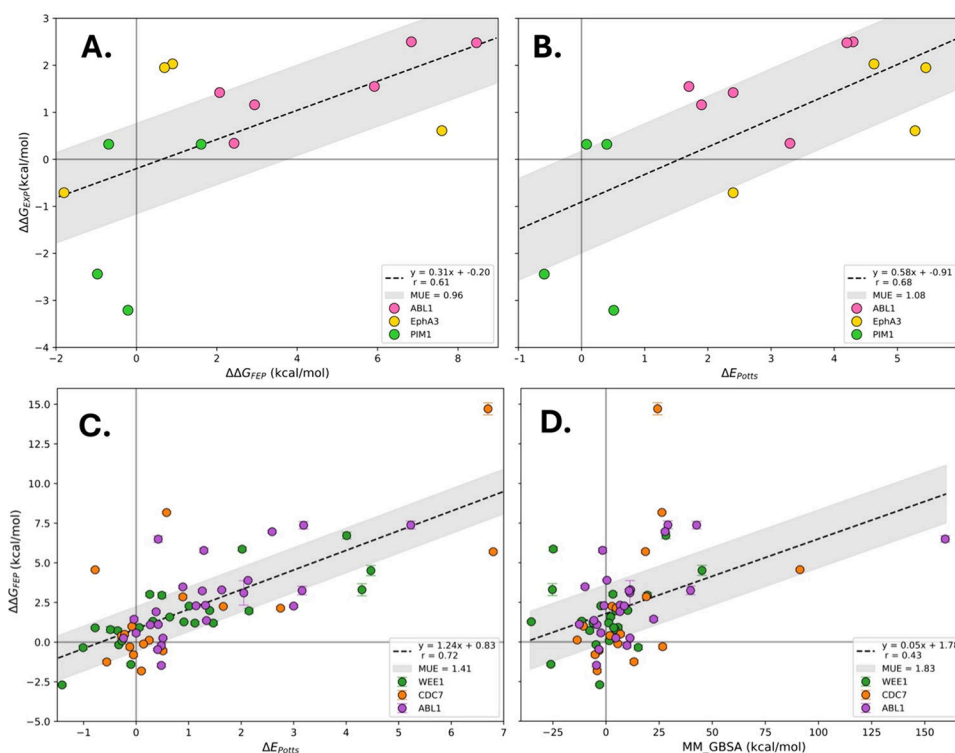 A.
3
2
1
0
−1
−2
−3
−4
ΔΔG_EXP(kcal/mol)
−2 0 2 4 6 8
ΔΔG_FEP (kcal/mol)
y = 0.31x + -0.20
r = 0.61
MUE = 0.96
ABL1
EphA3
PIM1
B.
−1 0 1 2 3 4 5
ΔE_Potts
y = 0.58x + -0.91
r = 0.68
MUE = 1.08
ABL1
EphA3
PIM1
C.
15.0
12.5
10.0
7.5
5.0
2.5
0.0
−2.5
−5.0
ΔΔG_FEP (kcal/mol)
−1 0 1 2 3 4 5 6 7
ΔE_Potts
y = 1.24x + 0.83
r = 0.72
MUE = 1.41
WEE1
CDC7
ABL1
D.
−25 0 25 50 75 100 125 150
MM_GBSA (kcal/mol)
y = 0.05x + 1.78
r = 0.43
MUE = 1.83
WEE1
CDC7
ABL1